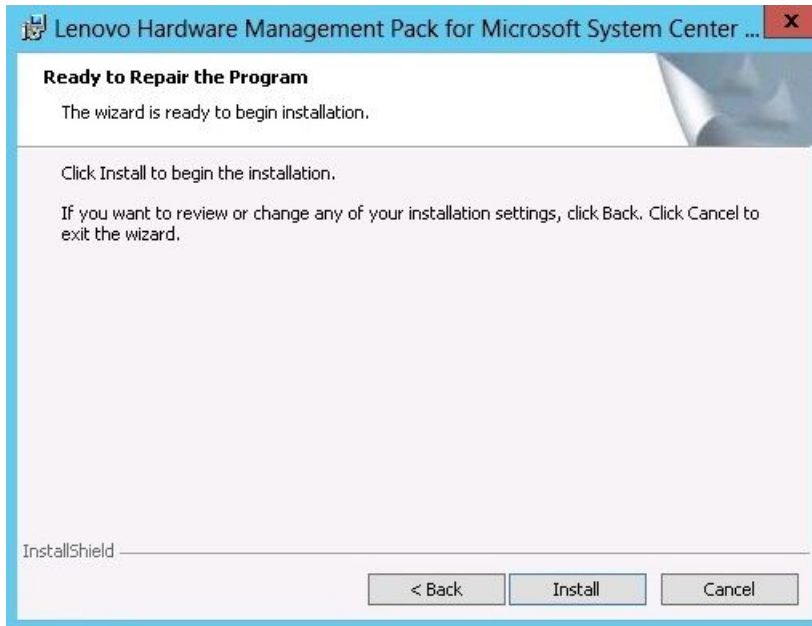 Lenovo Hardware Management Pack for Microsoft System Center ...
x
Ready to Repair the Program
The wizard is ready to begin installation.
Click Install to begin the installation.
If you want to review or change any of your installation settings, click Back. Click Cancel to
exit the wizard.
InstallShield
< Back
Install
Cancel